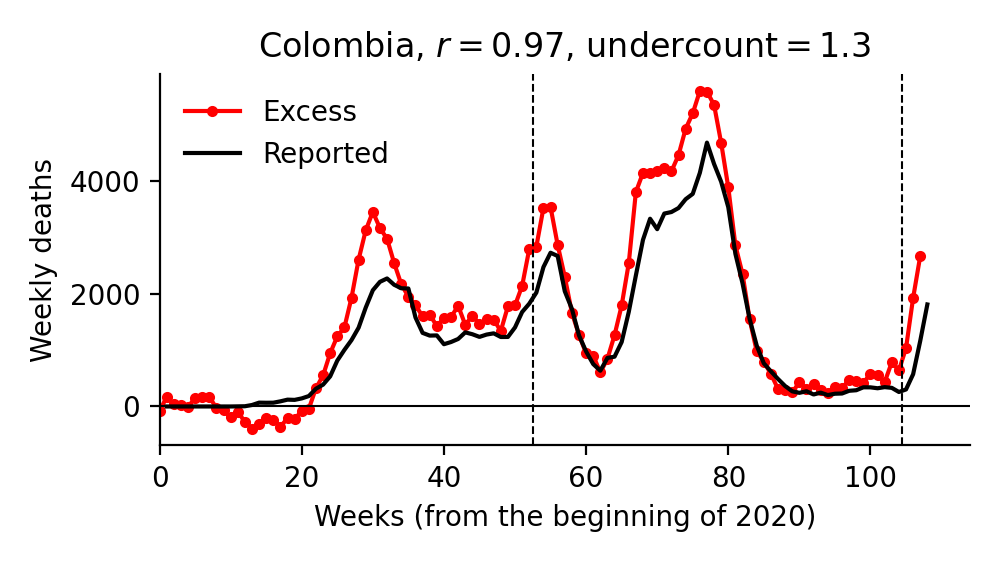 Colombia, r = 0.97, undercount = 1.3
Excess
Reported
Weekly deaths
4000
2000
0
0 20 40 60 80 100
Weeks (from the beginning of 2020)